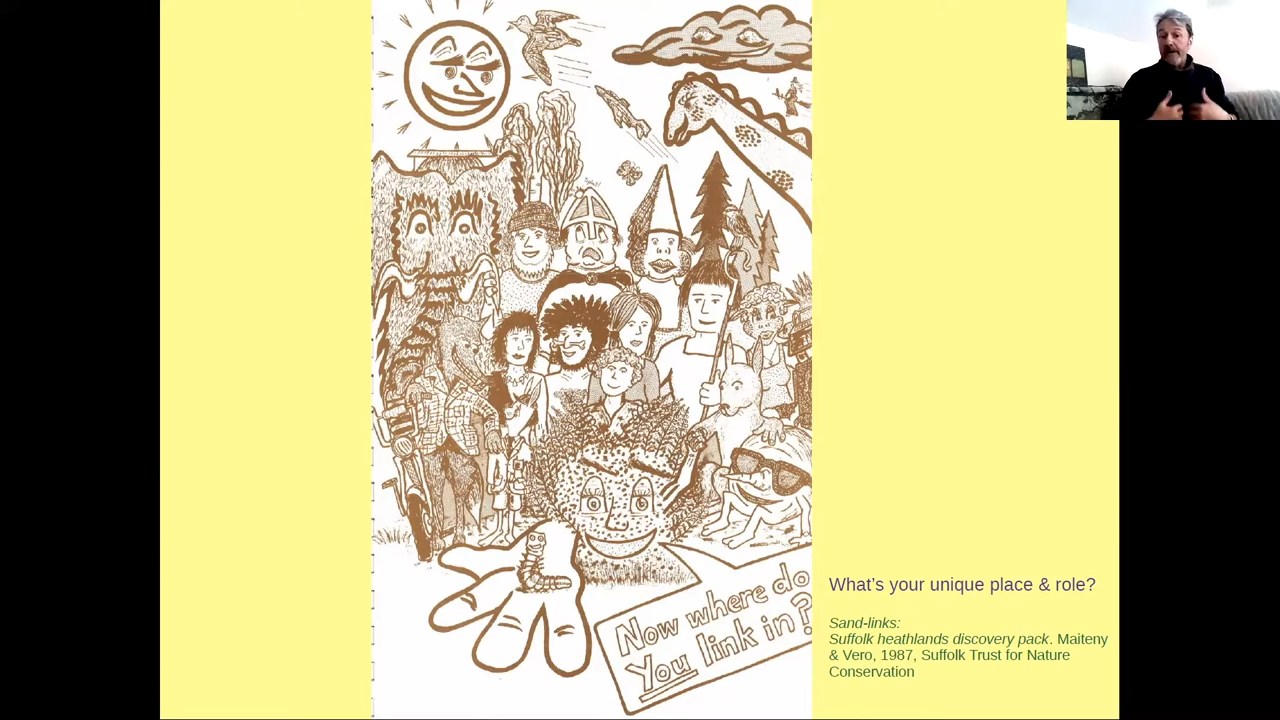 Now where do
You link in?
What's your unique place & role?
Sand-links:
Suffolk heathlands discovery pack. Maiteny
& Vero, 1987, Suffolk Trust for Nature
Conservation